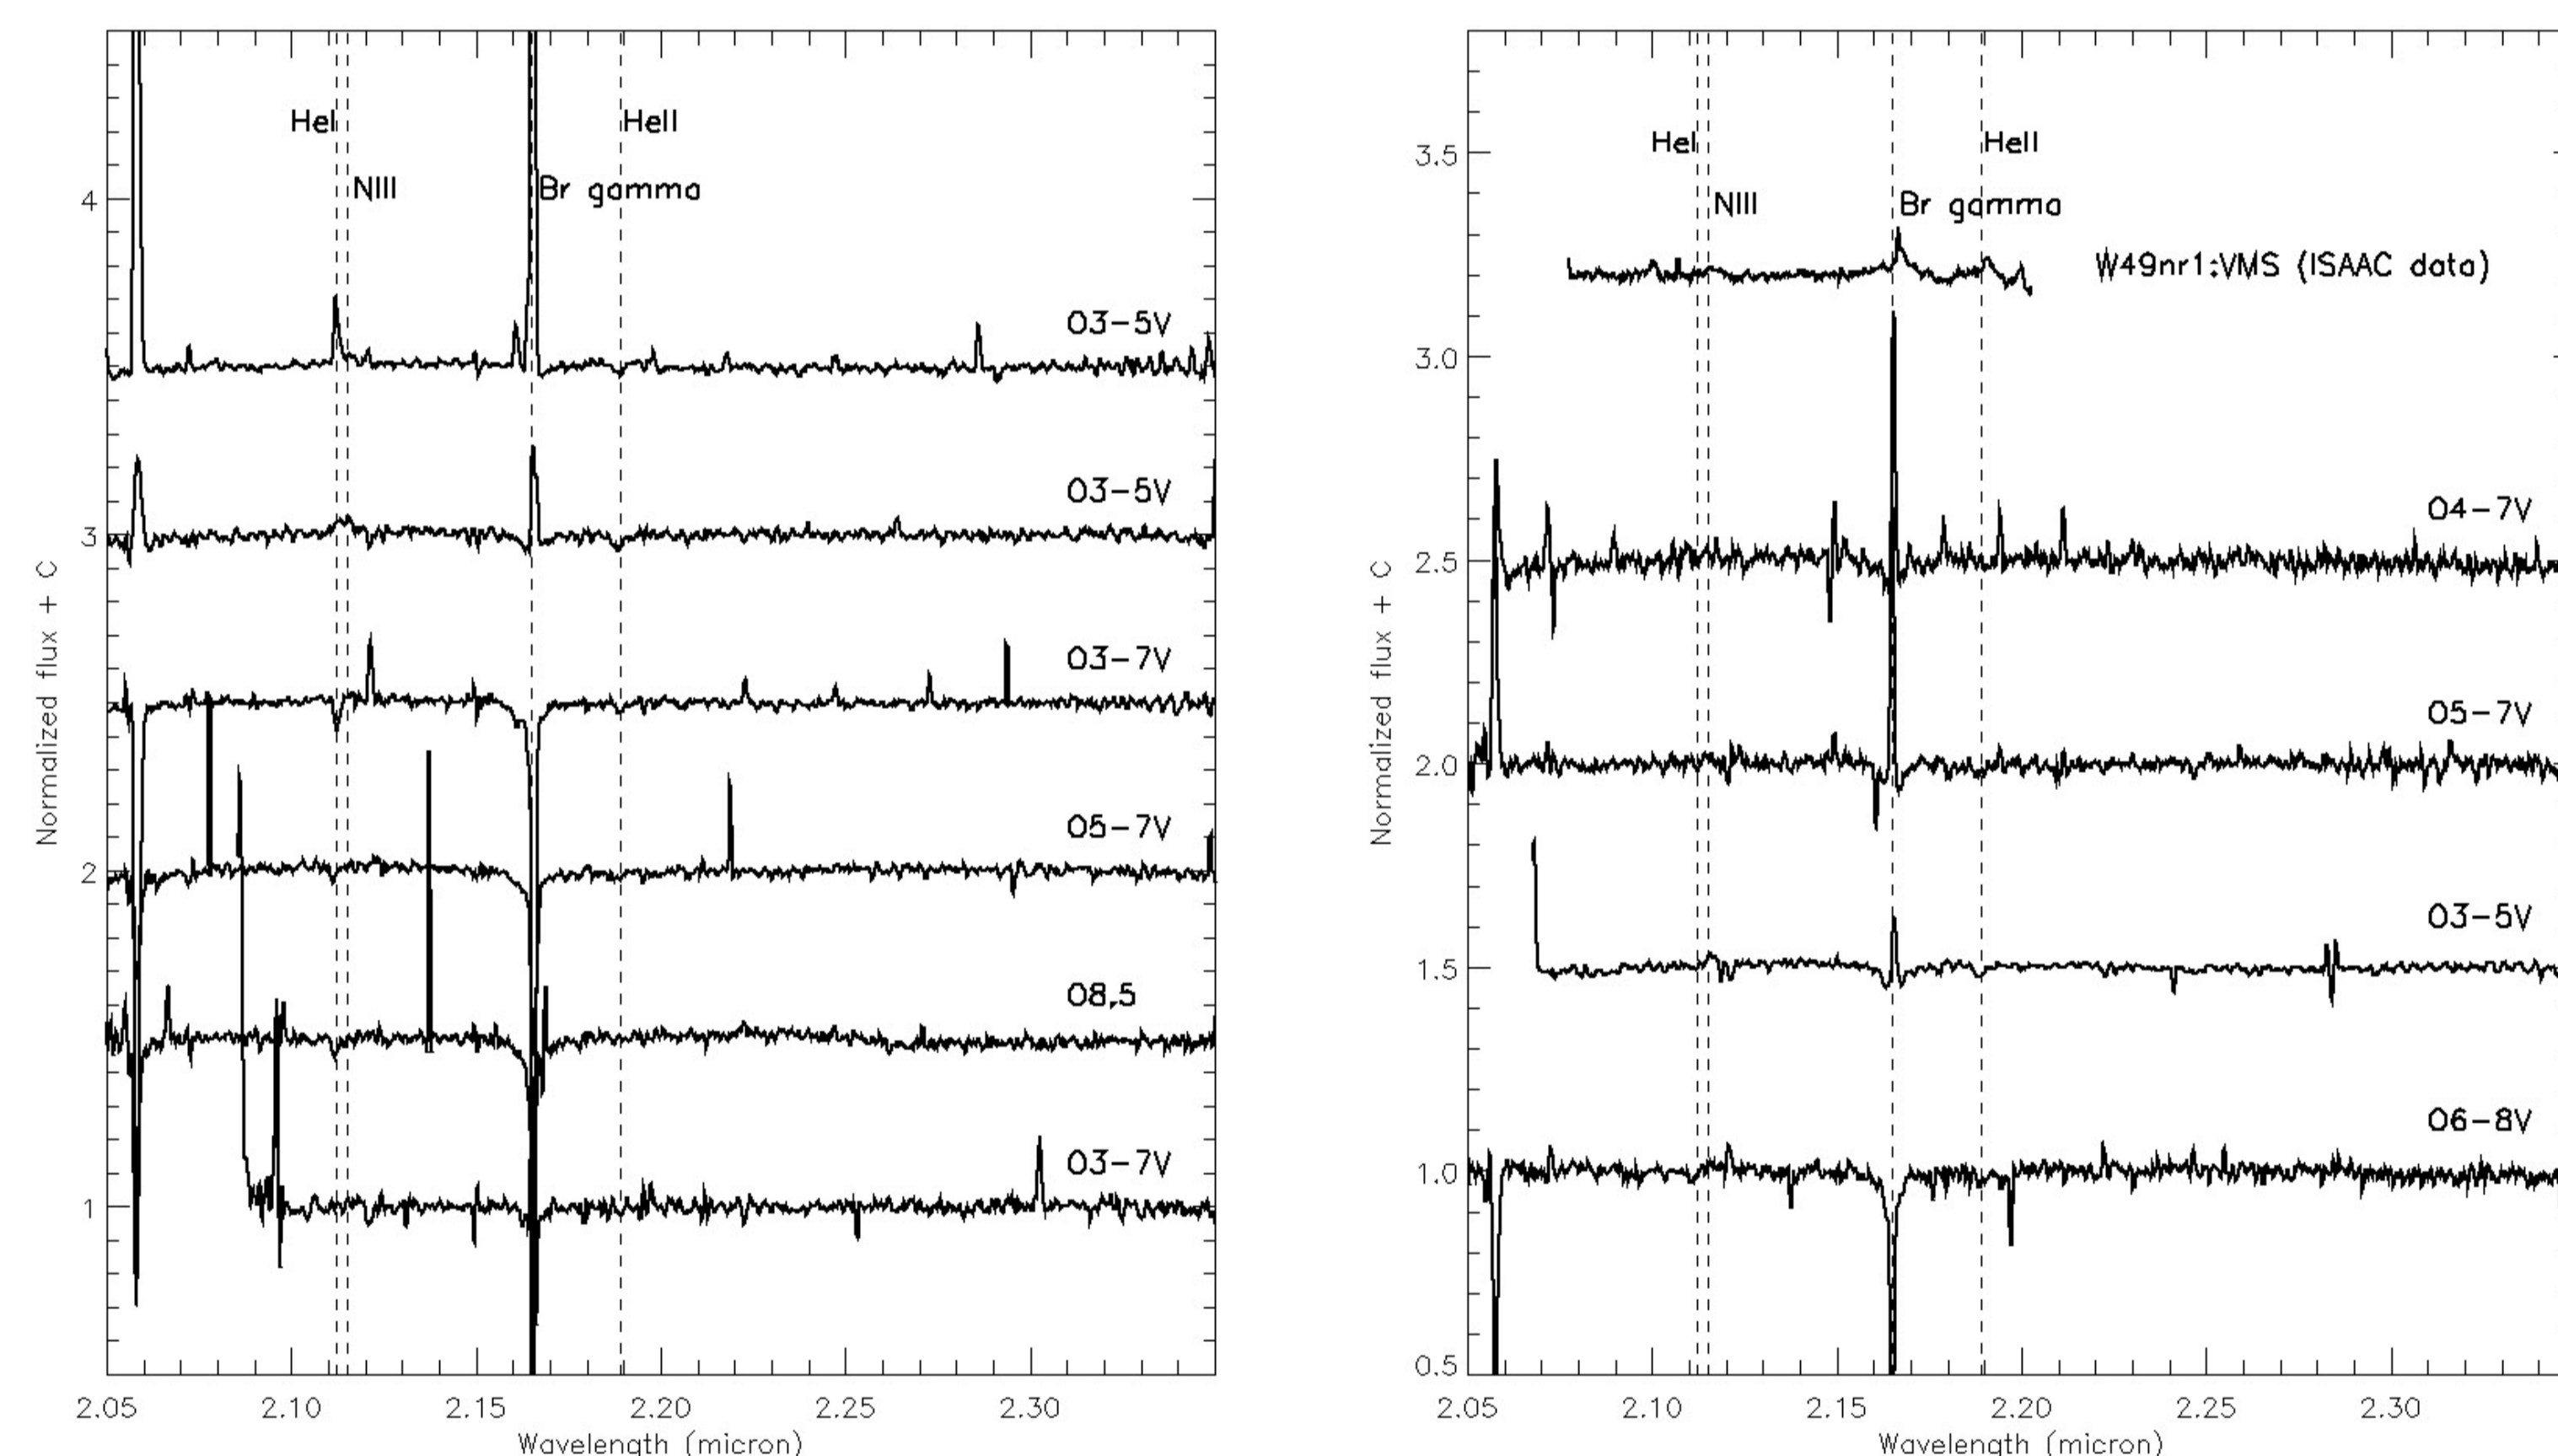 HeI
HeII
NIII
Br gamma
4
O3-5V
O3-5V
3
O3-7V
O5-7V
2
O8,5
O3-7V
1
Normalized flux + C
2.05
2.10
2.15
2.20
2.25
2.30
Wavelength (micron)
HeI
HeII
3.5
NIII
Br gamma
W49nr1:VMS (ISAAC data)
3.0
O4-7V
2.5
O5-7V
2.0
O3-5V
1.5
O6-8V
1.0
0.5
Normalized flux + C
2.05
2.10
2.15
2.20
2.25
2.30
Wavelength (micron)